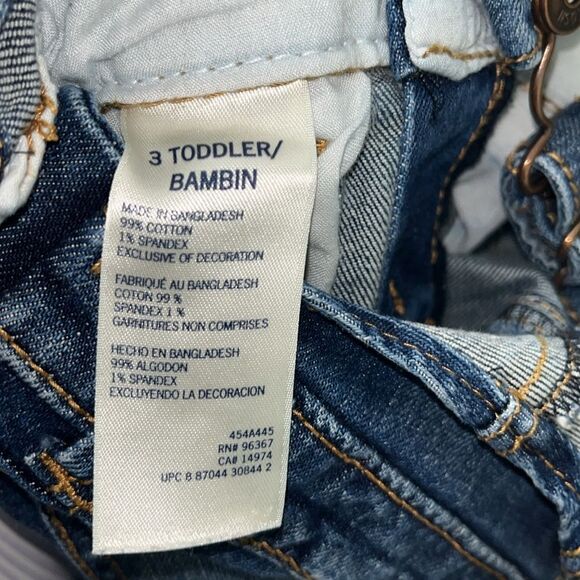 3 TODDLER/
BAMBIN
MADE IN BANGLADESH
99% COTTON
1% SPANDEX
EXCLUSIVE OF DECORATION
FABRIQUÉ AU BANGLADESH
COTON 99 %
SPANDEX 1 %
GARNITURES NON COMPRISES
HECHO EN BANGLADESH
99% ALGODON
1% SPANDEX
EXCLUYENDO LA DECORACION
454A445
RN# 96367
CA# 14974
UPC 8 87044 30844 2